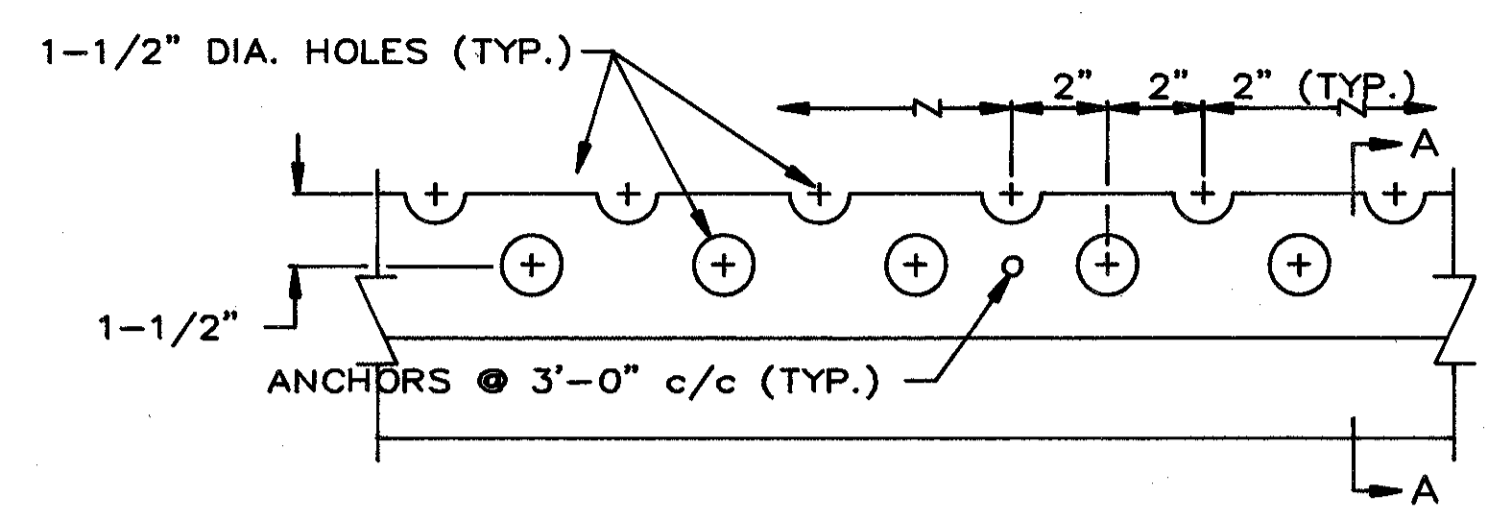 1-1/2" DIA. HOLES (TYP.)
2" 2" 2" (TYP.)
A
1-1/2"
ANCHORS @ 3'-0" c/c (TYP.)
A